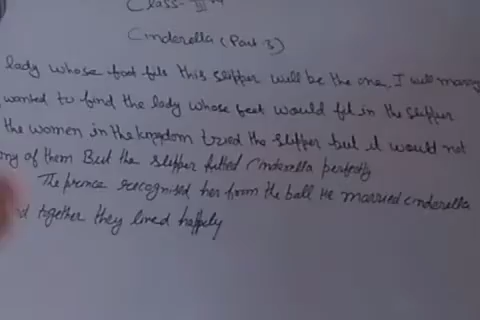 Class-III
Cinderella (Part 3)
lady whose foot fits this slipper will be the one, I will marry
wanted to find the lady whose feet would fit in the slipper
the women in the kingdom tried the slipper but it would not
ny of them But the slipper fitted Cinderella perfectly
The prince recognised her from the ball He married cinderella
d together they lived happily